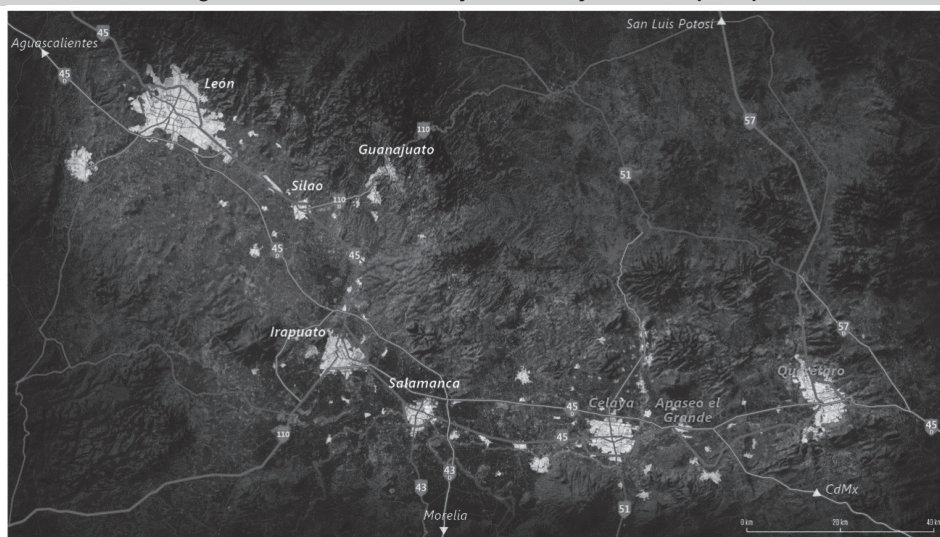 San Luis Potosí
45
Aguascalientes
45 D
León
57
110
Guanajuato
51
Silao
110 D
45 D
45
57 D
Irapuato
Querétaro
Salamanca
45
Celaya
Apaseo el
Grande
45 D
110
45
43 D
43
CdMx
Morelia
51
0 km
20 km
40 km